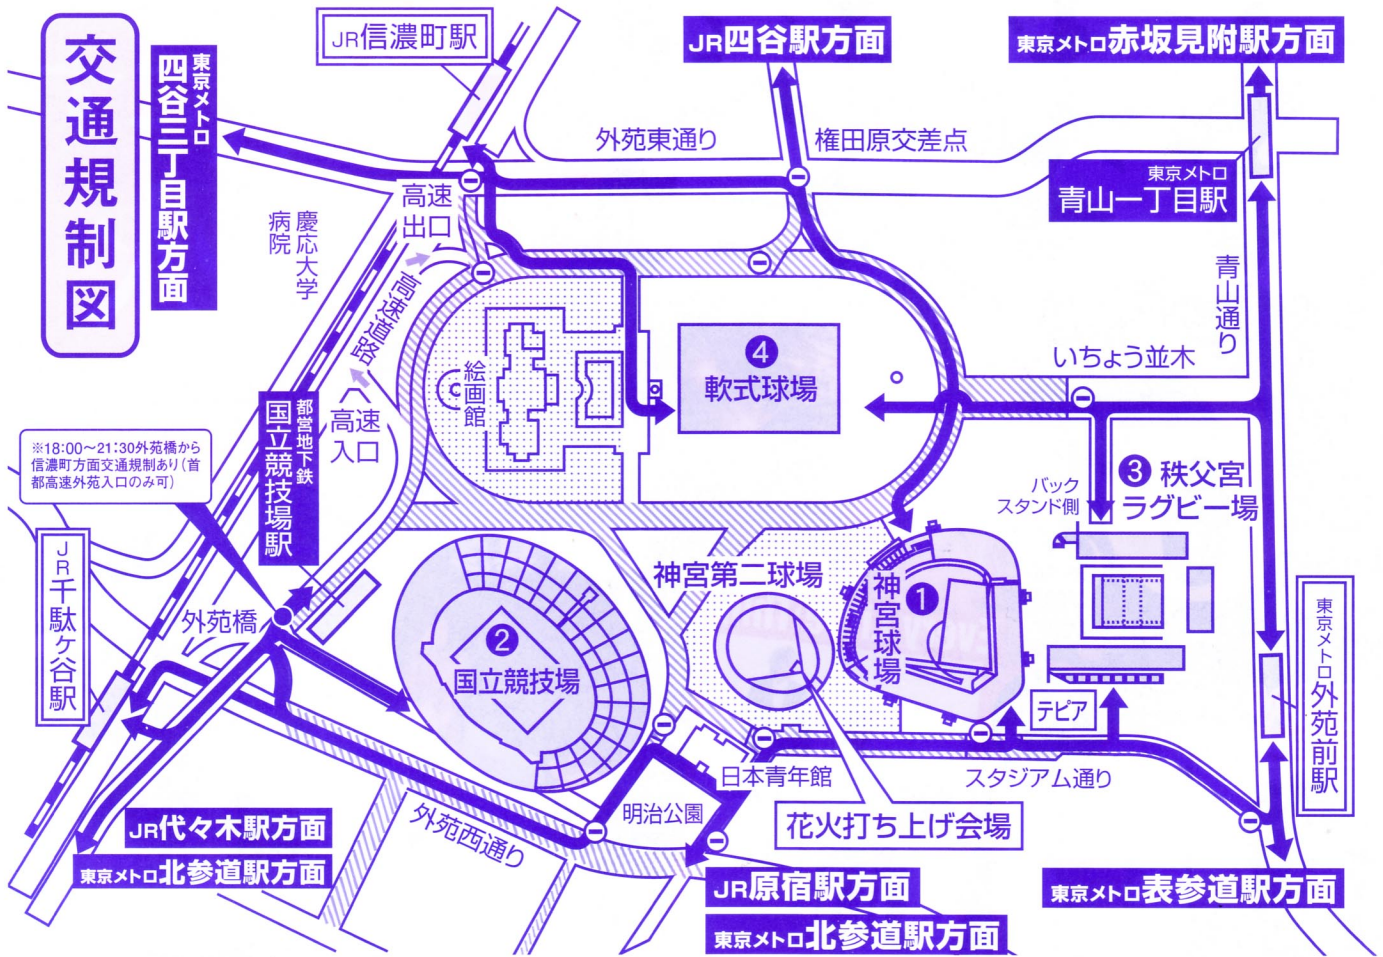 交通規制図
東京メトロ
四谷三丁目駅方面
JR信濃町駅
JR四谷駅方面
東京メトロ赤坂見附駅方面
外苑東通り
権田原交差点
東京メトロ
青山一丁目駅
高速
出口
慶応大学
病院
高速道路
青山通り
高速
入口
絵画館
4
軟式球場
いちょう並木
都営地下鉄
国立競技場駅
※18:00〜21:30外苑橋から
信濃町方面交通規制あり(首
都高速外苑入口のみ可)
3 秩父宮
ラグビー場
バック
スタンド側
JR千駄ヶ谷駅
外苑橋
2
国立競技場
神宮第二球場
1
神宮球場
東京メトロ外苑前駅
テピア
日本青年館
スタジアム通り
明治公園
外苑西通り
花火打ち上げ会場
JR代々木駅方面
東京メトロ北参道駅方面
JR原宿駅方面
東京メトロ北参道駅方面
東京メトロ表参道駅方面